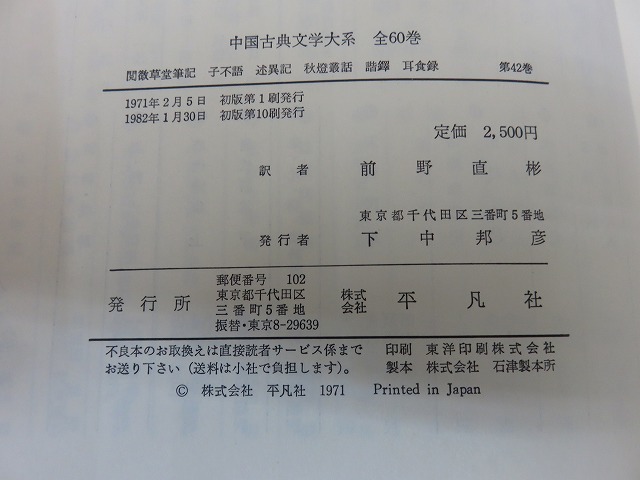 中国古典文学大系 全60巻
閲微草堂筆記 子不語 述異記 秋燈叢話 諧鐸 耳食録 第42巻
1971年2月5日 初版第1刷発行
1982年1月30日 初版第10刷発行
定価 2,500円
訳者 前野直彬
東京都千代田区三番町5番地
発行者 下中邦彦
郵便番号 102
発行所 東京都千代田区 株式会社 平凡社
三番町5番地
振替・東京8-29639
不良本のお取換えは直接読者サービス係まで 印刷 東洋印刷株式会社
お送り下さい(送料は小社で負担します)。 製本 株式会社 石津製本所
© 株式会社 平凡社 1971 Printed in Japan